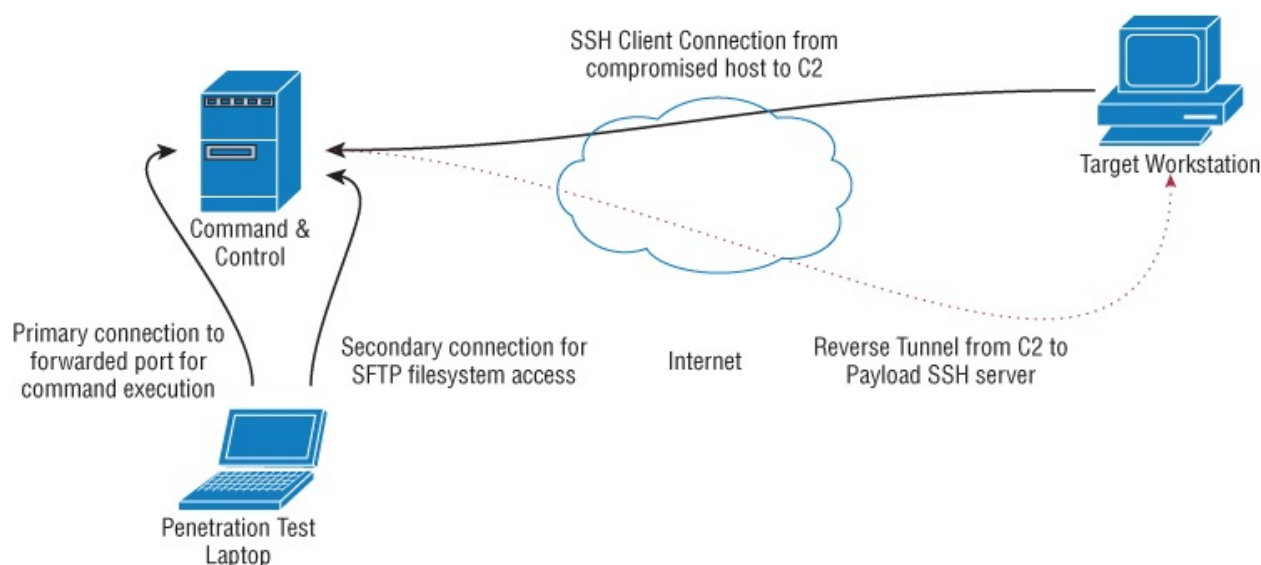 SSH Client Connection from
compromised host to C2
Target Workstation
Command &
Control
Primary connection to
forwarded port for
command execution
Secondary connection for
SFTP filesystem access
Internet
Reverse Tunnel from C2 to
Payload SSH server
Penetration Test
Laptop